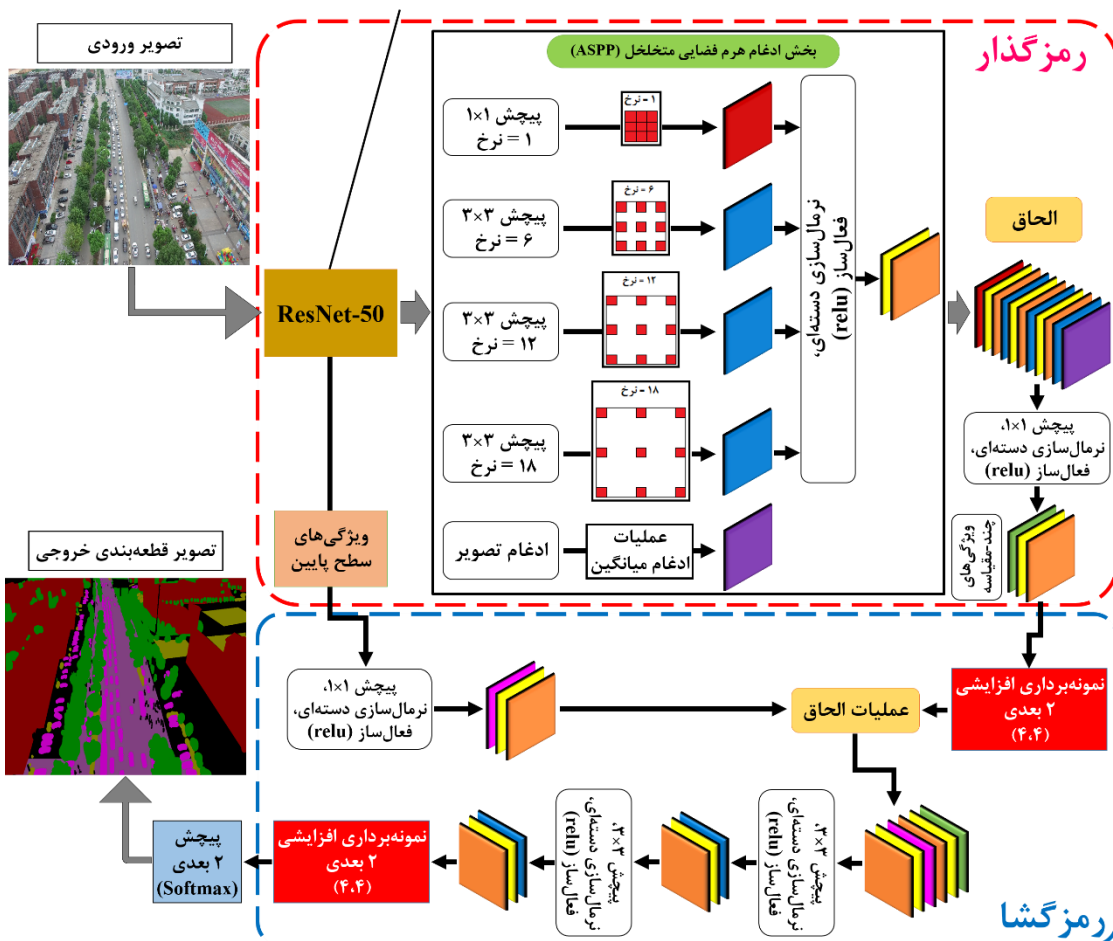 تصویر ورودی
رمزگذار
بخش ادغام هرم فضایی متخلخل (ASPP)
پیچش ۱×۱
نرخ = ۱
نرخ = ۱
پیچش ۳×۳
نرخ = ۶
نرخ = ۶
پیچش ۳×۳
نرخ = ۱۲
نرخ = ۱۲
پیچش ۳×۳
نرخ = ۱۸
نرخ = ۱۸
ادغام تصویر
عملیات
ادغام میانگین
نرمال‌سازی دسته‌ای،
فعال‌ساز (relu)
ResNet-50
الحاق
پیچش ۱×۱،
نرمال‌سازی دسته‌ای،
فعال‌ساز (relu)
ویژگی‌های
چند-مقیاسه
ویژگی‌های
سطح پایین
تصویر قطعه‌بندی خروجی
پیچش ۱×۱،
نرمال‌سازی دسته‌ای،
فعال‌ساز (relu)
عملیات الحاق
نمونه‌برداری افزایشی
۲ بعدی
(۴،۴)
پیچش ۳×۳،
نرمال‌سازی دسته‌ای،
فعال‌ساز (relu)
پیچش ۳×۳،
نرمال‌سازی دسته‌ای،
فعال‌ساز (relu)
نمونه‌برداری افزایشی
۲ بعدی
(۴،۴)
پیچش
۲ بعدی
(Softmax)
رمزگشا